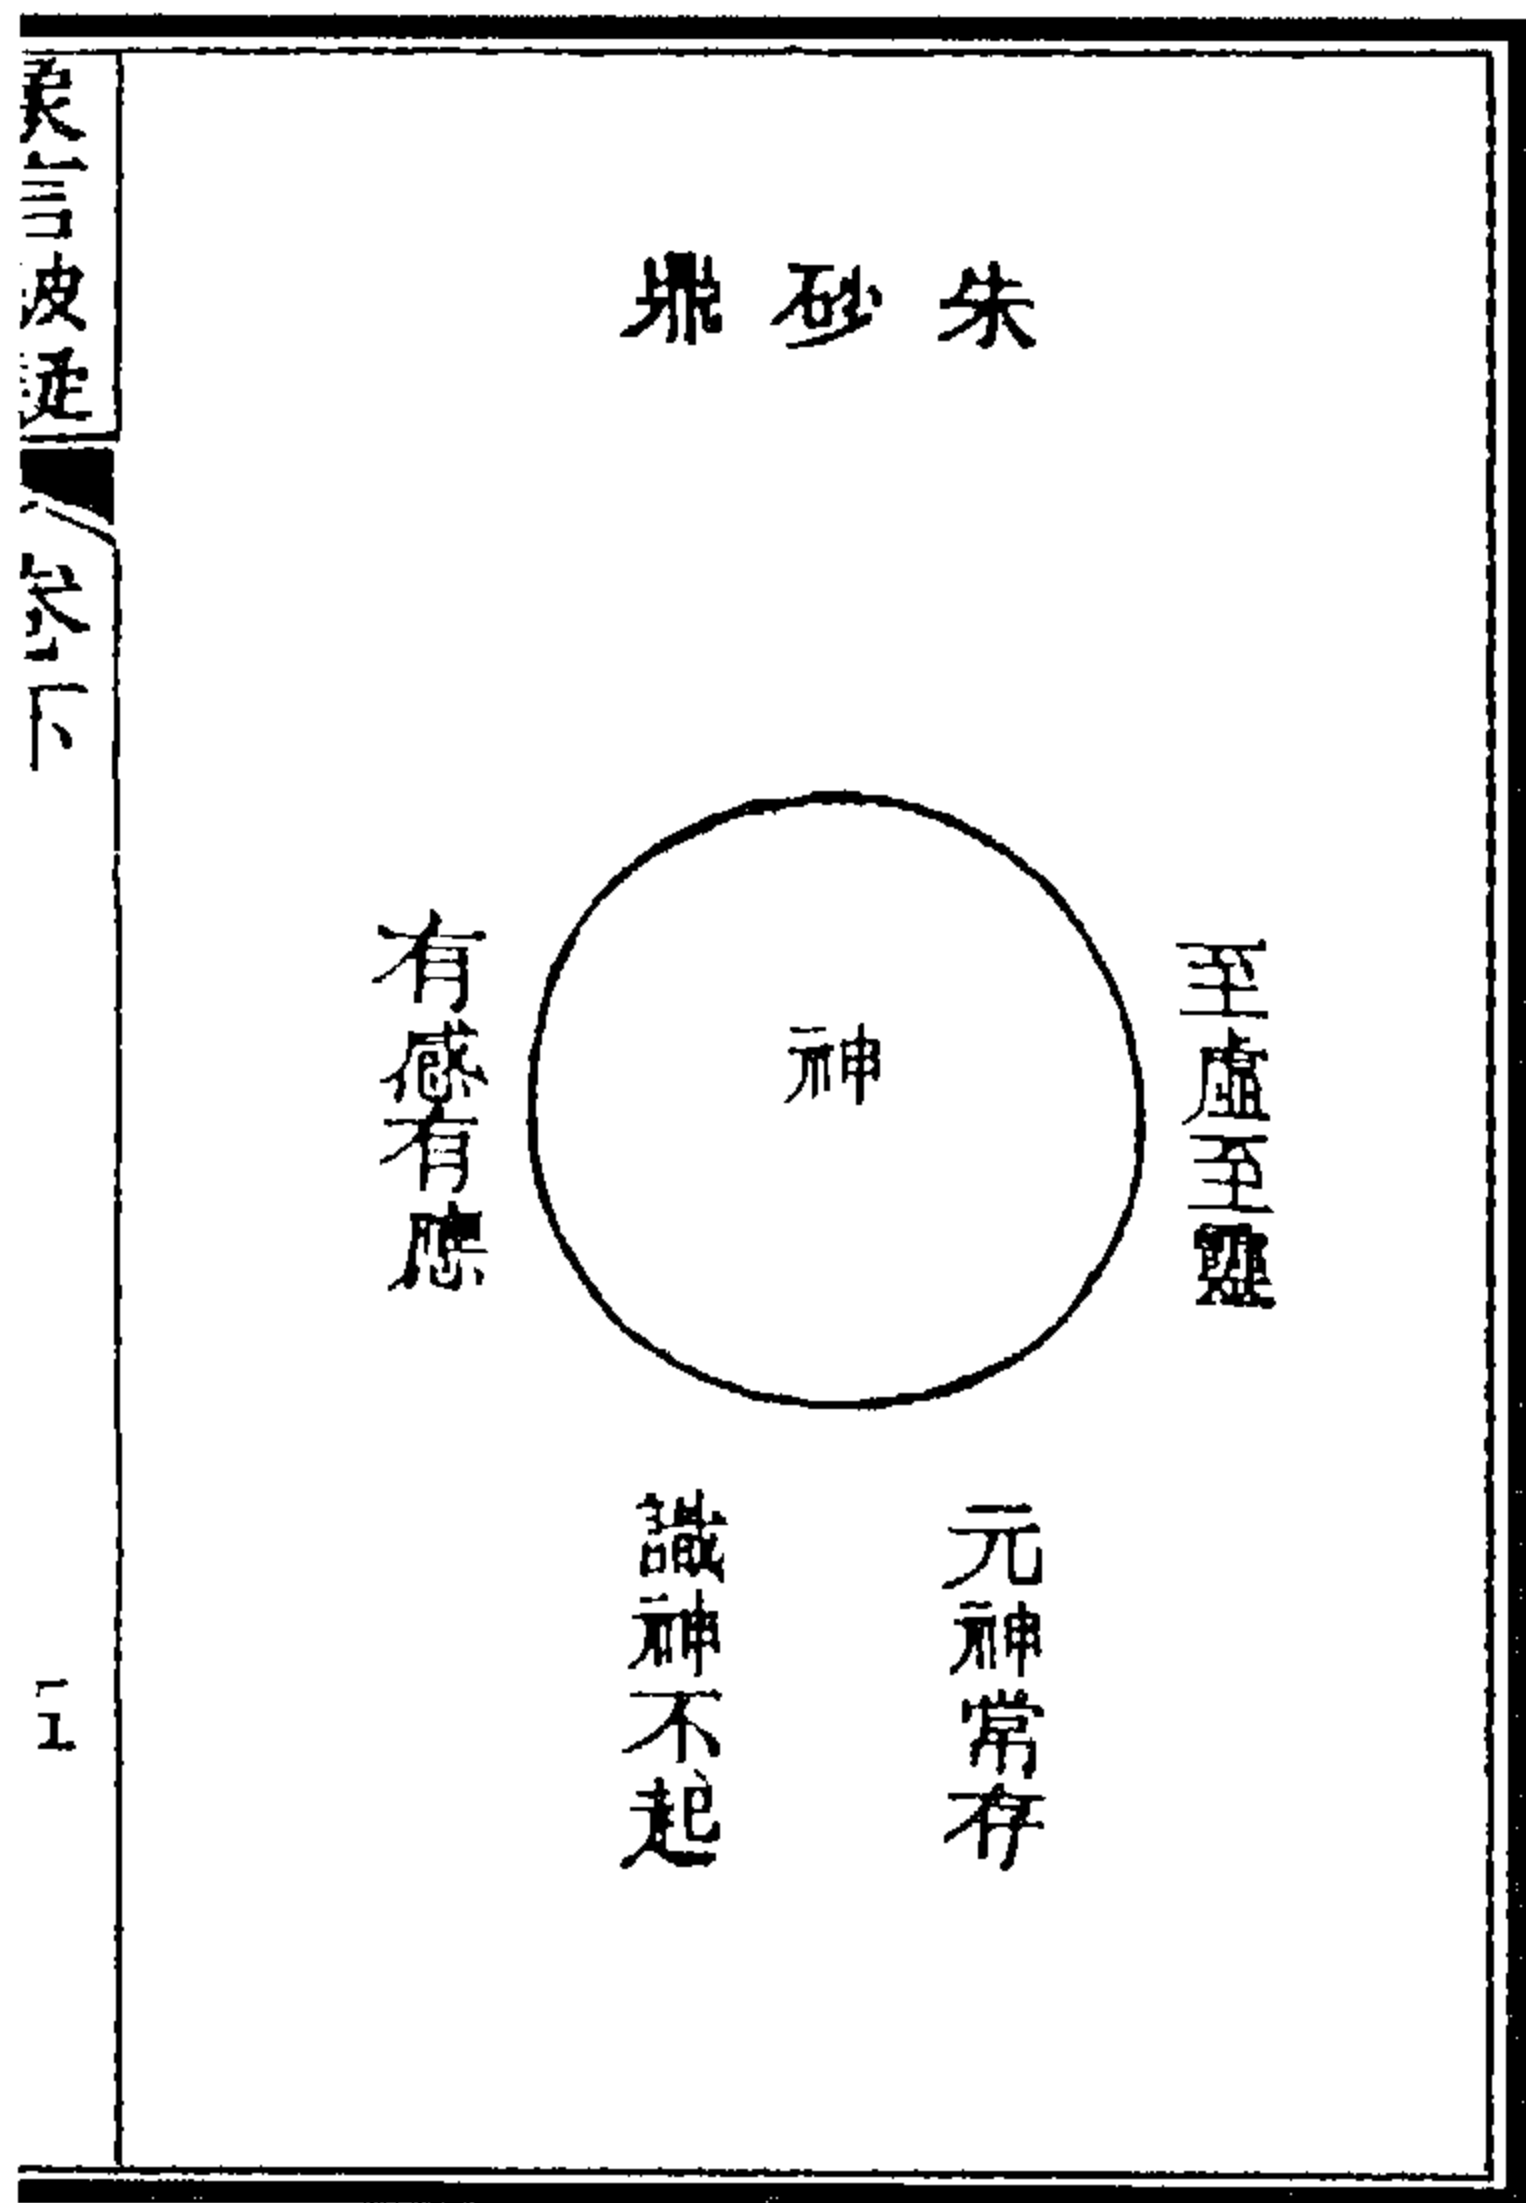 朱砂鼎
至虛至靈
神
有感有應
元神常存
識神不起
象言破疑
卷下